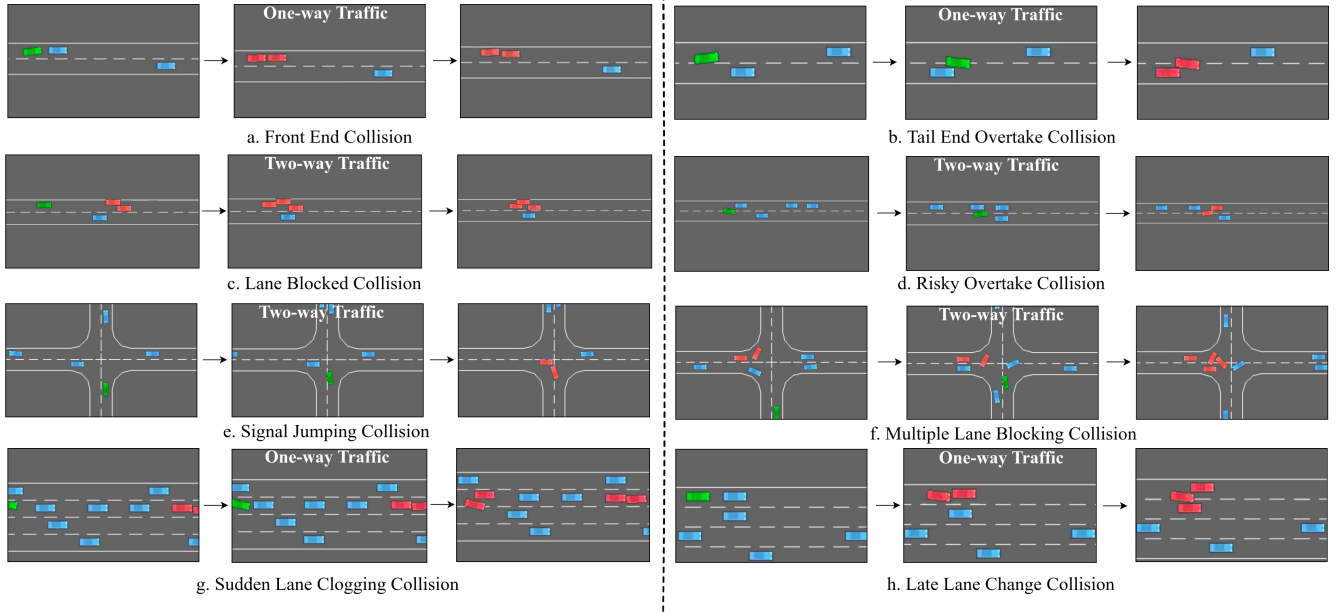 One-way Traffic
a. Front End Collision
One-way Traffic
b. Tail End Overtake Collision
Two-way Traffic
c. Lane Blocked Collision
Two-way Traffic
d. Risky Overtake Collision
Two-way Traffic
e. Signal Jumping Collision
Two-way Traffic
f. Multiple Lane Blocking Collision
One-way Traffic
g. Sudden Lane Clogging Collision
One-way Traffic
h. Late Lane Change Collision